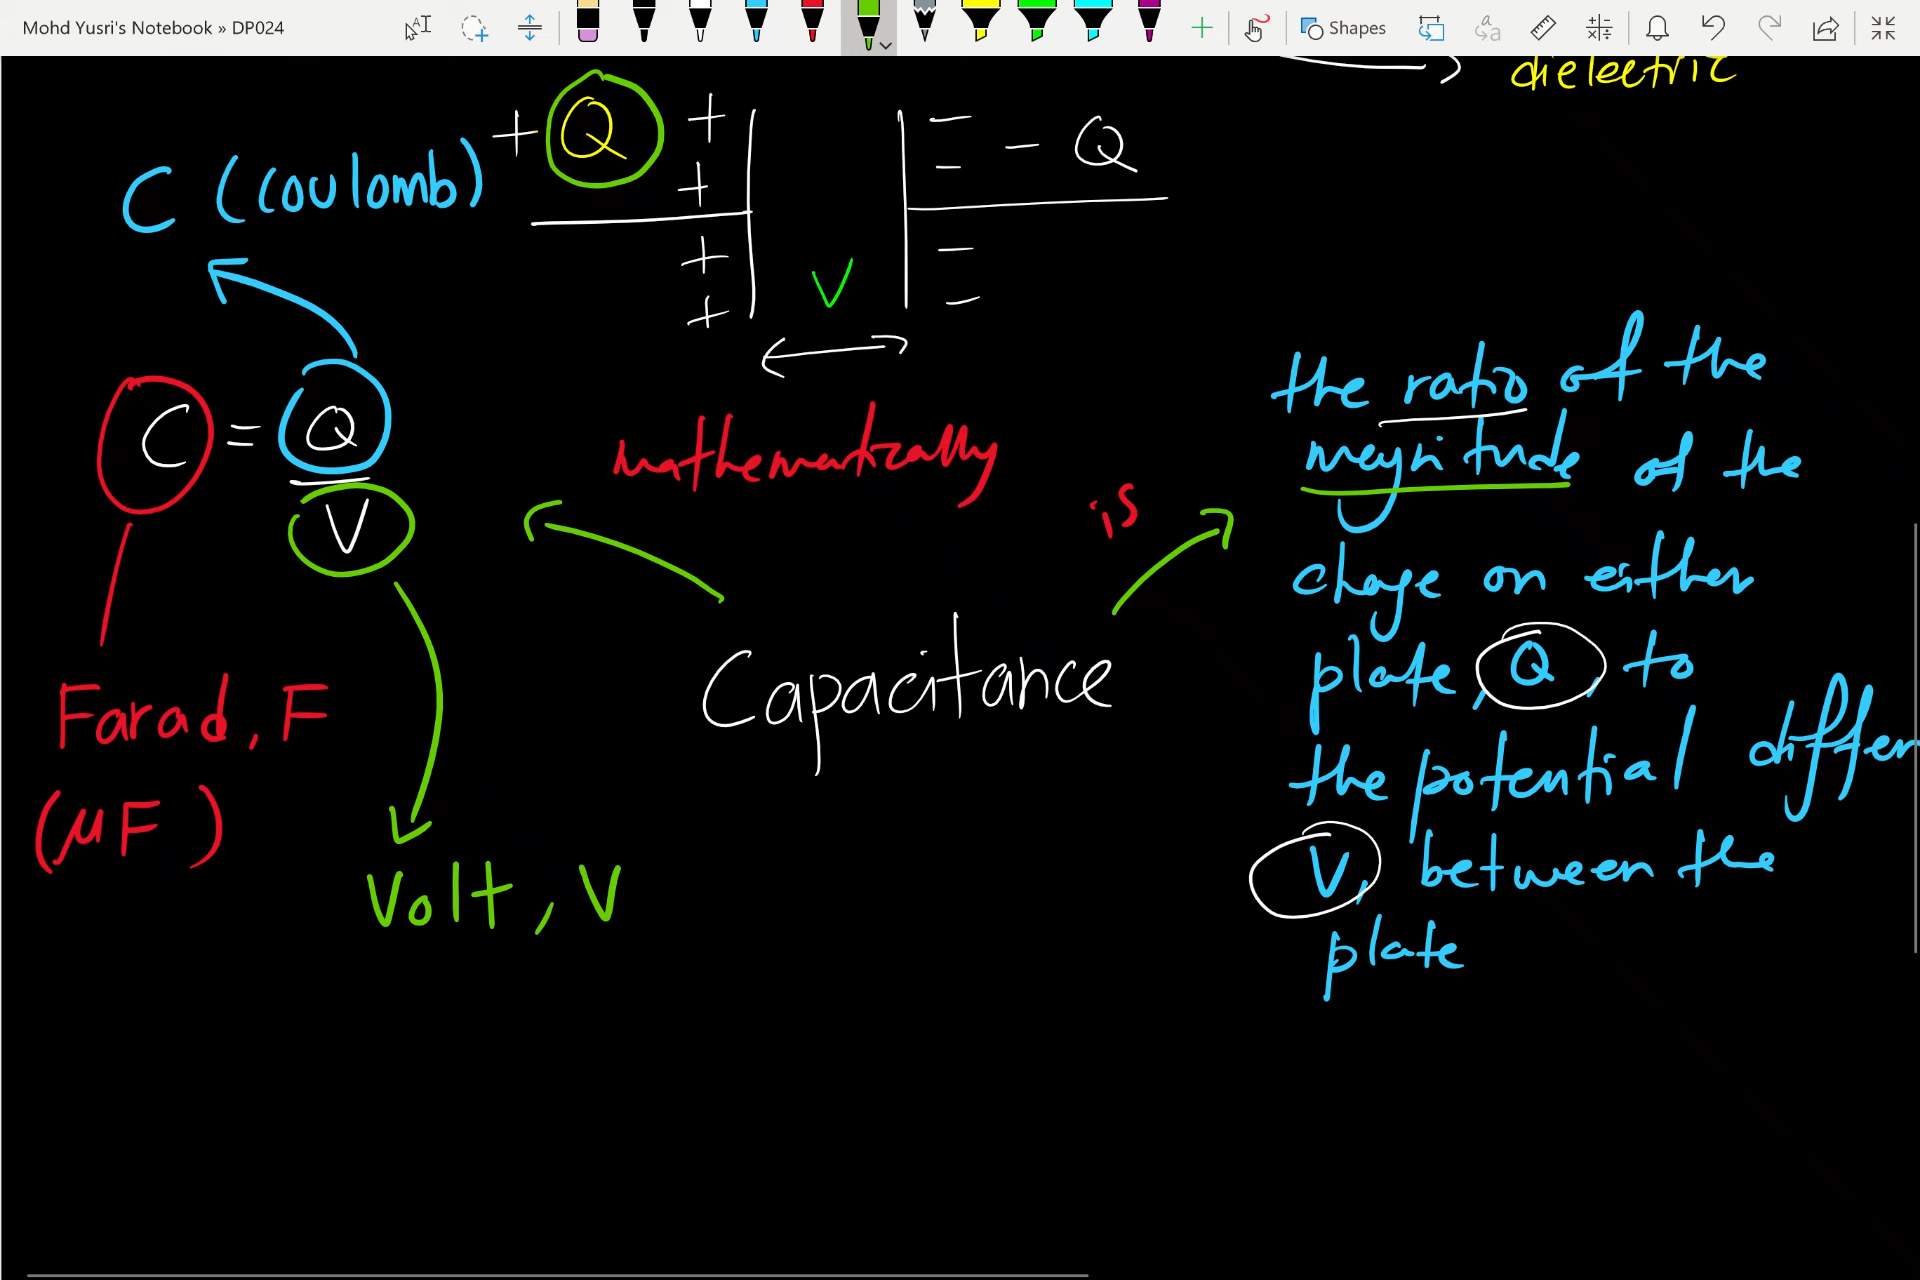 Mohd Yusri's Notebook » DP024
Shapes
dielectric
C (coulomb)
+ Q + - Q
+
+
+
V
C = Q
V
mathematically
is
the ratio of the
magnitude of the
charge on either
plate, Q, to
the potential differ
V, between the
plate
Capacitance
Farad, F
(μF)
Volt, V